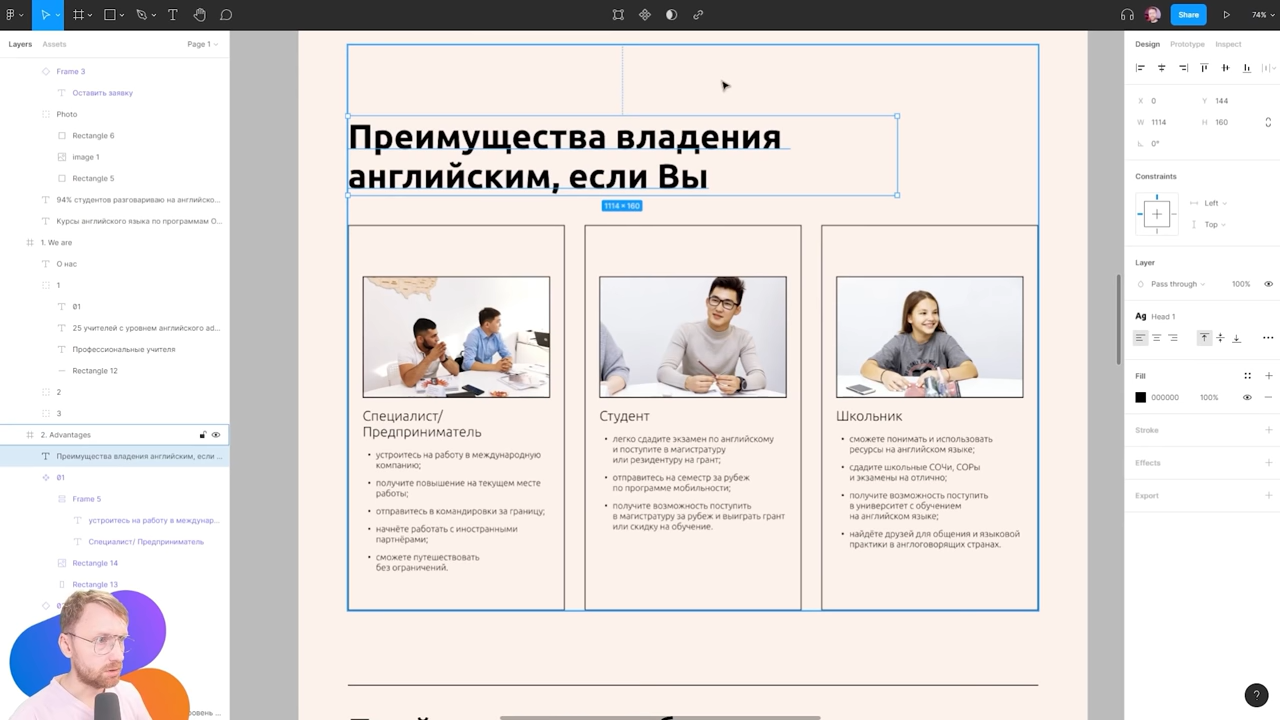 Share
74%
Layers
Assets
Page 1
Frame 3
Оставить заявку
Photo
Rectangle 6
image 1
Rectangle 5
94% студентов разговариваю на английско...
Курсы английского языка по программам О...
1. We are
О нас
1
01
25 учителей с уровнем английского ad...
Профессиональные учителя
Rectangle 12
2
3
2. Advantages
Преимущества владения английским, если ...
01
Frame 5
устроитесь на работу в междунар...
Специалист/ Предприниматель
Rectangle 14
Rectangle 13
Преимущества владения
английским, если Вы
1114 × 160
Специалист/
Предприниматель
• устроитесь на работу в международную
компанию;
• получите повышение на текущем месте
работы;
• отправитесь в командировки за границу;
• начнёте работать с иностранными
партнёрами;
• сможете путешествовать
без ограничений.
Студент
• легко сдадите экзамен по английскому
и поступите в магистратуру
или резидентуру на грант;
• отправитесь на семестр за рубеж
по программе мобильности;
• получите возможность поступить
в магистратуру за рубеж и выиграть грант
или скидку на обучение.
Школьник
• сможете понимать и использовать
ресурсы на английском языке;
• сдадите школьные СОЧи, СОРы
и экзамены на отлично;
• получите возможность поступить
в университет с обучением
на английском языке;
• найдёте друзей для общения и языковой
практики в англоговорящих странах.
Design
Prototype
Inspect
X 0
Y 144
W 1114
H 160
0°
Constraints
Left
Top
Layer
Pass through
100%
Ag Head 1
Fill
000000
100%
Stroke
Effects
Export
?